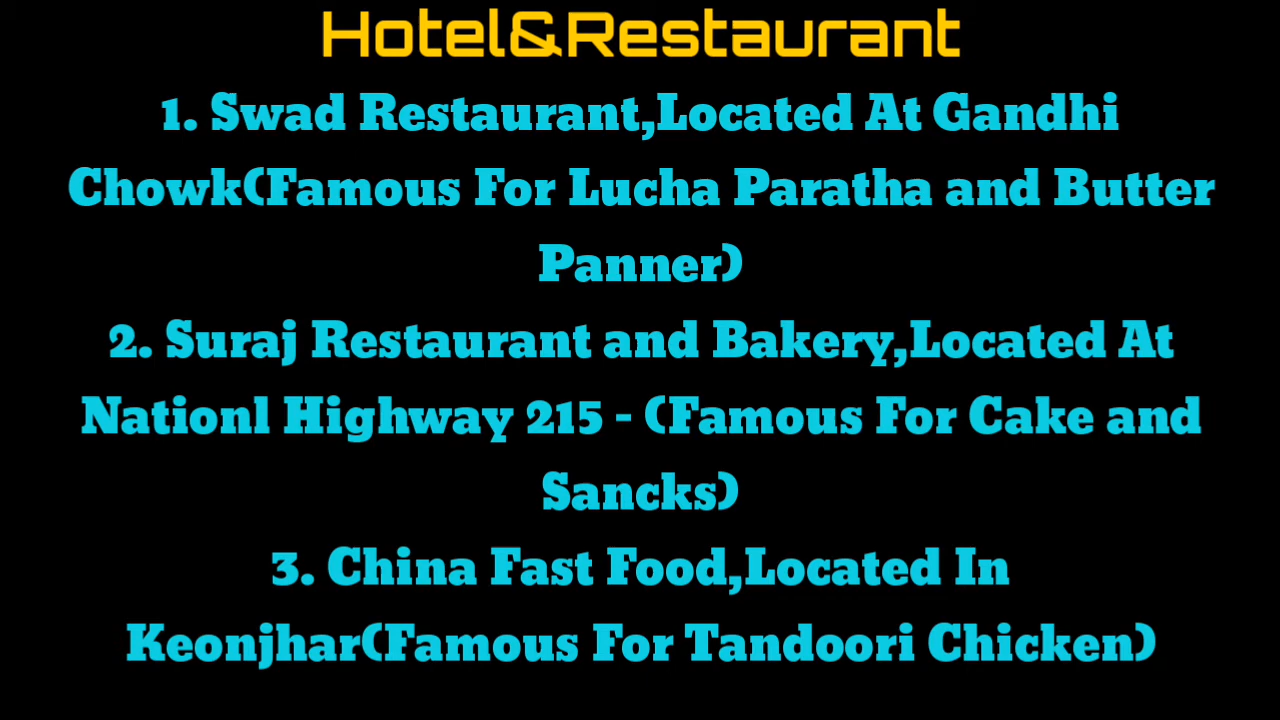 Hotel&Restaurant
1. Swad Restaurant,Located At Gandhi
Chowk(Famous For Lucha Paratha and Butter
Panner)
2. Suraj Restaurant and Bakery,Located At
Nationl Highway 215 - (Famous For Cake and
Sancks)
3. China Fast Food,Located In
Keonjhar(Famous For Tandoori Chicken)